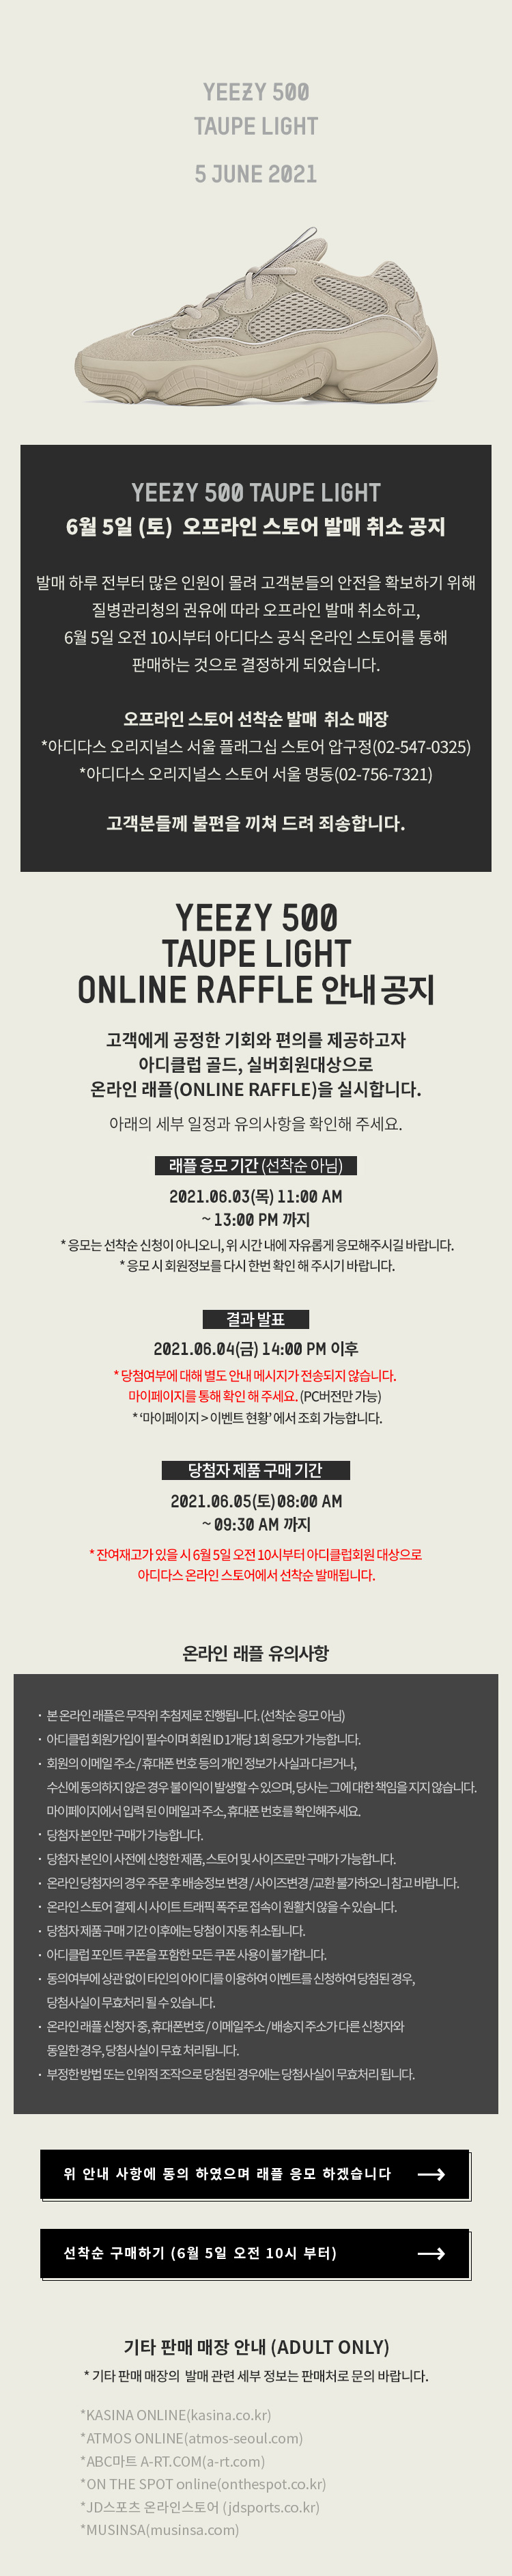 YEEZY 500
TAUPE LIGHT
5 JUNE 2021
YEEZY 500 TAUPE LIGHT
6월 5일 (토) 오프라인 스토어 발매 취소 공지
발매 하루 전부터 많은 인원이 몰려 고객분들의 안전을 확보하기 위해
질병관리청의 권유에 따라 오프라인 발매 취소하고,
6월 5일 오전 10시부터 아디다스 공식 온라인 스토어를 통해
판매하는 것으로 결정하게 되었습니다.
오프라인 스토어 선착순 발매 취소 매장
*아디다스 오리지널스 서울 플래그십 스토어 압구정(02-547-0325)
*아디다스 오리지널스 스토어 서울 명동(02-756-7321)
고객분들께 불편을 끼쳐 드려 죄송합니다.
YEEZY 500
TAUPE LIGHT
ONLINE RAFFLE 안내 공지
고객에게 공정한 기회와 편의를 제공하고자
아디클럽 골드, 실버회원대상으로
온라인 래플(ONLINE RAFFLE)을 실시합니다.
아래의 세부 일정과 유의사항을 확인해 주세요.
래플 응모 기간 (선착순 아님)
2021.06.03(목) 11:00 AM
~ 13:00 PM 까지
* 응모는 선착순 신청이 아니오니, 위 시간 내에 자유롭게 응모해주시길 바랍니다.
* 응모 시 회원정보를 다시 한번 확인 해 주시기 바랍니다.
결과 발표
2021.06.04(금) 14:00 PM 이후
* 당첨여부에 대해 별도 안내 메시지가 전송되지 않습니다.
마이페이지를 통해 확인 해 주세요. (PC버전만 가능)
* ‘마이페이지 > 이벤트 현황’ 에서 조회 가능합니다.
당첨자 제품 구매 기간
2021.06.05(토) 08:00 AM
~ 09:30 AM 까지
* 잔여재고가 있을 시 6월 5일 오전 10시부터 아디클럽회원 대상으로
아디다스 온라인 스토어에서 선착순 발매됩니다.
온라인 래플 유의사항
· 본 온라인 래플은 무작위 추첨제로 진행됩니다. (선착순 응모 아님)
· 아디클럽 회원가입이 필수이며 회원 ID 1개당 1회 응모가 가능합니다.
· 회원의 이메일 주소 / 휴대폰 번호 등의 개인 정보가 사실과 다르거나,
수신에 동의하지 않은 경우 불이익이 발생할 수 있으며, 당사는 그에 대한 책임을 지지 않습니다.
마이페이지에서 입력 된 이메일과 주소, 휴대폰 번호를 확인해주세요.
· 당첨자 본인만 구매가 가능합니다.
· 당첨자 본인이 사전에 신청한 제품, 스토어 및 사이즈로만 구매가 가능합니다.
· 온라인 당첨자의 경우 주문 후 배송정보 변경 / 사이즈변경 /교환 불가하오니 참고 바랍니다.
· 온라인 스토어 결제 시 사이트 트래픽 폭주로 접속이 원활치 않을 수 있습니다.
· 당첨자 제품 구매 기간 이후에는 당첨이 자동 취소됩니다.
· 아디클럽 포인트 쿠폰을 포함한 모든 쿠폰 사용이 불가합니다.
· 동의여부에 상관 없이 타인의 아이디를 이용하여 이벤트를 신청하여 당첨된 경우,
당첨사실이 무효처리 될 수 있습니다.
· 온라인 래플 신청자 중, 휴대폰번호 / 이메일주소 / 배송지 주소가 다른 신청자와
동일한 경우, 당첨사실이 무효 처리됩니다.
· 부정한 방법 또는 인위적 조작으로 당첨된 경우에는 당첨사실이 무효처리 됩니다.
위 안내 사항에 동의 하였으며 래플 응모 하겠습니다
선착순 구매하기 (6월 5일 오전 10시 부터)
기타 판매 매장 안내 (ADULT ONLY)
* 기타 판매 매장의 발매 관련 세부 정보는 판매처로 문의 바랍니다.
*KASINA ONLINE(kasina.co.kr)
*ATMOS ONLINE(atmos-seoul.com)
*ABC마트 A-RT.COM(a-rt.com)
*ON THE SPOT online(onthespot.co.kr)
*JD스포츠 온라인스토어 (jdsports.co.kr)
*MUSINSA(musinsa.com)